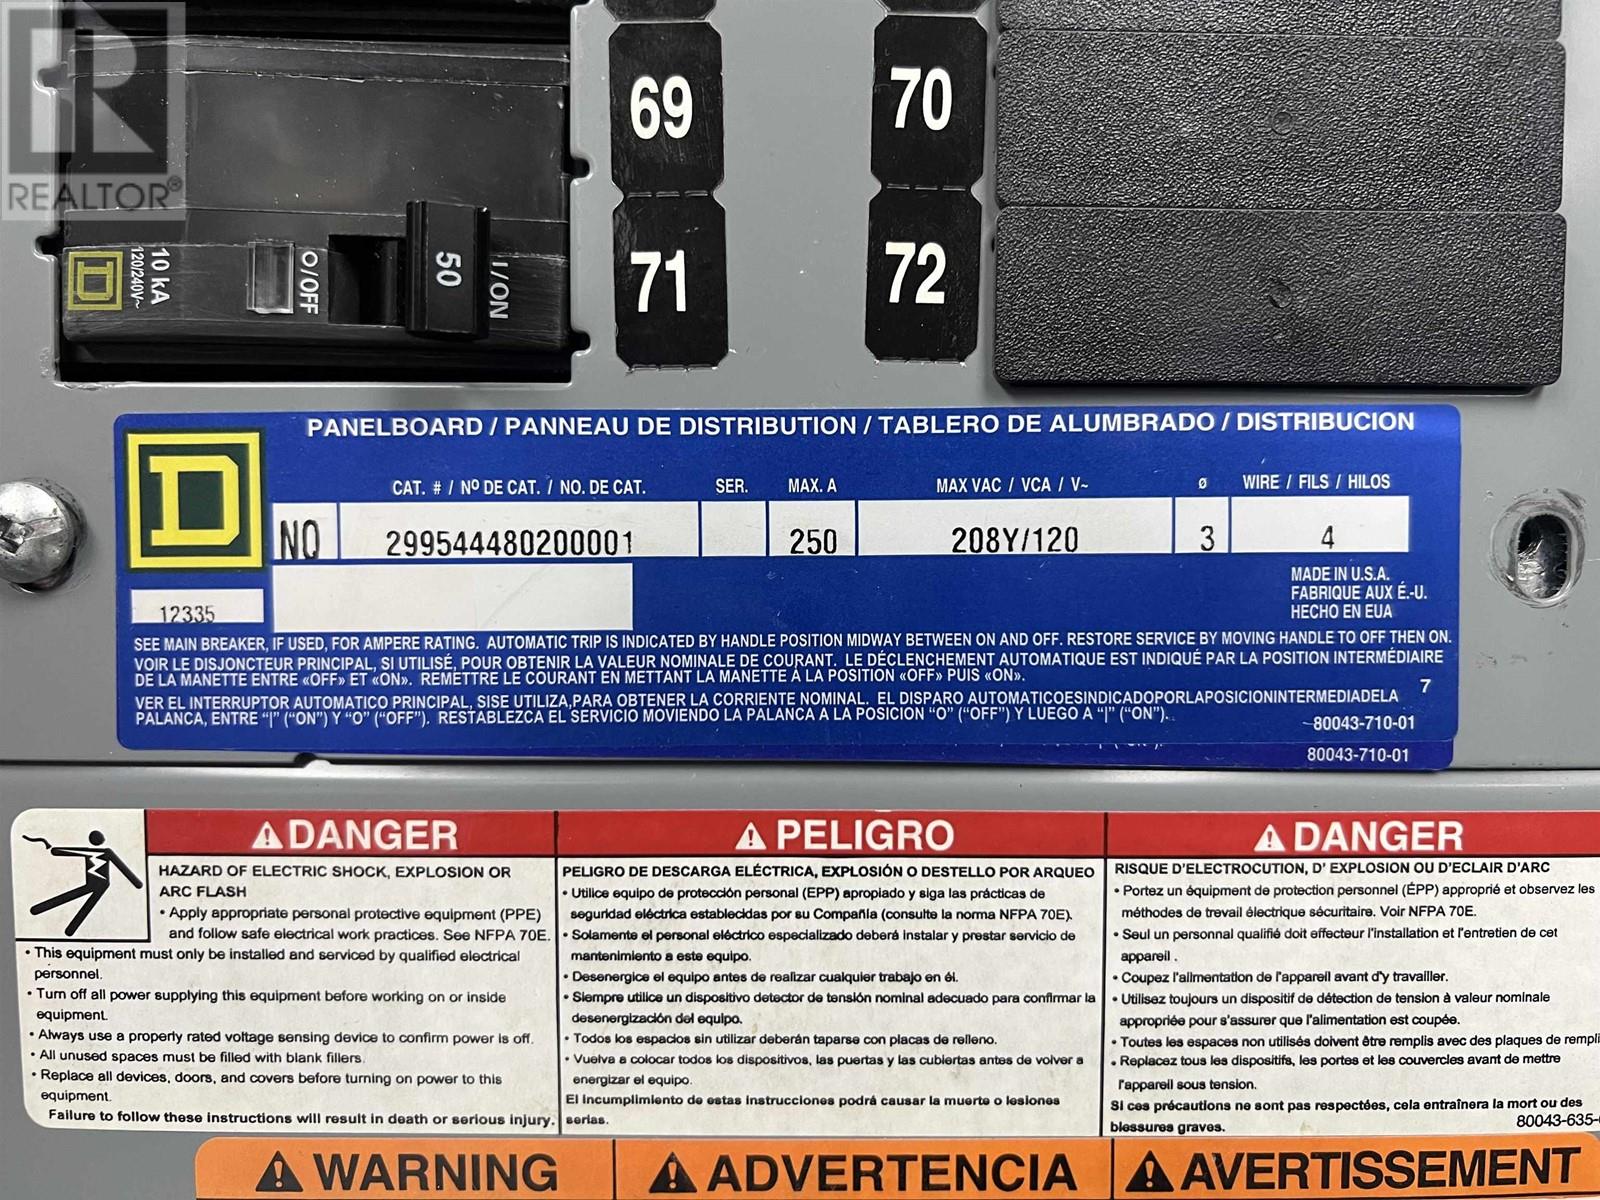 REALTOR®
69
70
71
72
10 kA
120/240V~
O/OFF
50
I/ON
D
PANELBOARD / PANNEAU DE DISTRIBUTION / TABLERO DE ALUMBRADO / DISTRIBUCION
D
CAT. # / Nº DE CAT. / NO. DE CAT. SER. MAX. A MAX VAC / VCA / V~ ø WIRE / FILS / HILOS
NQ 299544480200001 250 208Y/120 3 4
12335
MADE IN U.S.A.
FABRIQUE AUX É.-U.
HECHO EN EUA
SEE MAIN BREAKER, IF USED, FOR AMPERE RATING. AUTOMATIC TRIP IS INDICATED BY HANDLE POSITION MIDWAY BETWEEN ON AND OFF. RESTORE SERVICE BY MOVING HANDLE TO OFF THEN ON.
VOIR LE DISJONCTEUR PRINCIPAL, SI UTILISÉ, POUR OBTENIR LA VALEUR NOMINALE DE COURANT. LE DÉCLENCHEMENT AUTOMATIQUE EST INDIQUÉ PAR LA POSITION INTERMÉDIAIRE
DE LA MANETTE ENTRE «OFF» ET «ON». REMETTRE LE COURANT EN METTANT LA MANETTE À LA POSITION «OFF» PUIS «ON».
VER EL INTERRUPTOR AUTOMATICO PRINCIPAL, SISE UTILIZA,PARA OBTENER LA CORRIENTE NOMINAL. EL DISPARO AUTOMATICOESINDICADOPORLAPOSICIONINTERMEDIADELA 7
PALANCA, ENTRE "|" ("ON") Y "O" ("OFF"). RESTABLEZCA EL SERVICIO MOVIENDO LA PALANCA A LA POSICION "O" ("OFF") Y LUEGO A "|" ("ON").
80043-710-01
80043-710-01
DANGER
HAZARD OF ELECTRIC SHOCK, EXPLOSION OR
ARC FLASH
• Apply appropriate personal protective equipment (PPE)
and follow safe electrical work practices. See NFPA 70E.
• This equipment must only be installed and serviced by qualified electrical
personnel.
• Turn off all power supplying this equipment before working on or inside
equipment.
• Always use a properly rated voltage sensing device to confirm power is off.
• All unused spaces must be filled with blank fillers.
• Replace all devices, doors, and covers before turning on power to this
equipment.
Failure to follow these instructions will result in death or serious injury.
PELIGRO
PELIGRO DE DESCARGA ELÉCTRICA, EXPLOSIÓN O DESTELLO POR ARQUEO
• Utilice equipo de protección personal (EPP) apropiado y siga las prácticas de
seguridad eléctrica establecidas por su Compañía (consulte la norma NFPA 70E).
• Solamente el personal eléctrico especializado deberá instalar y prestar servicio de
mantenimiento a este equipo.
• Desenergice el equipo antes de realizar cualquier trabajo en él.
• Siempre utilice un dispositivo detector de tensión nominal adecuado para confirmar la
desenergización del equipo.
• Todos los espacios sin utilizar deberán taparse con placas de relleno.
• Vuelva a colocar todos los dispositivos, las puertas y las cubiertas antes de volver a
energizar el equipo.
El incumplimiento de estas instrucciones podrá causar la muerte o lesiones
serias.
DANGER
RISQUE D'ELECTROCUTION, D' EXPLOSION OU D'ECLAIR D'ARC
• Portez un équipment de protection personnel (ÉPP) approprié et observez les
méthodes de travail électrique sécuritaire. Voir NFPA 70E.
• Seul un personnal qualifié doit effecteur l'installation et l'entretien de cet
appareil .
• Coupez l'alimentation de l'appareil avant d'y travailler.
• Utilisez toujours un dispositif de détection de tension à valeur nominale
appropriée pour s'assurer que l'alimentation est coupée.
• Toutes les espaces non utilisés doivent être remplis avec des plaques de rempli
• Replacez tous les dispositifs, les portes et les couvercles avant de mettre
l'appareil sous tension.
Si ces précautions ne sont pas respectées, cela entraînera la mort ou des
blessures graves.
80043-635-
WARNING
ADVERTENCIA
AVERTISSEMENT